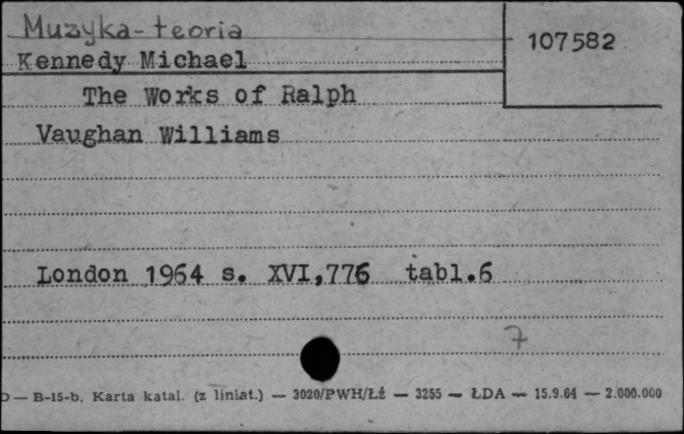 Muzyka-teoria
107582
Kennedy Michael
The Works of Ralph
Vaughan Williams
London 1964 s. XVI,776 tabl.6
7
— B-15-b. Karta katal. (z liniat.) — 3020/PWH/Łź — 3255 — ŁDA — 15.9.64 — 2.000.000